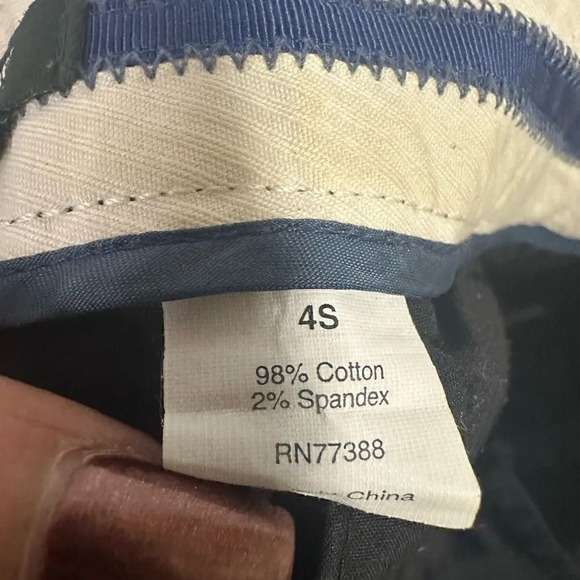 4S
98% Cotton
2% Spandex
RN77388
China